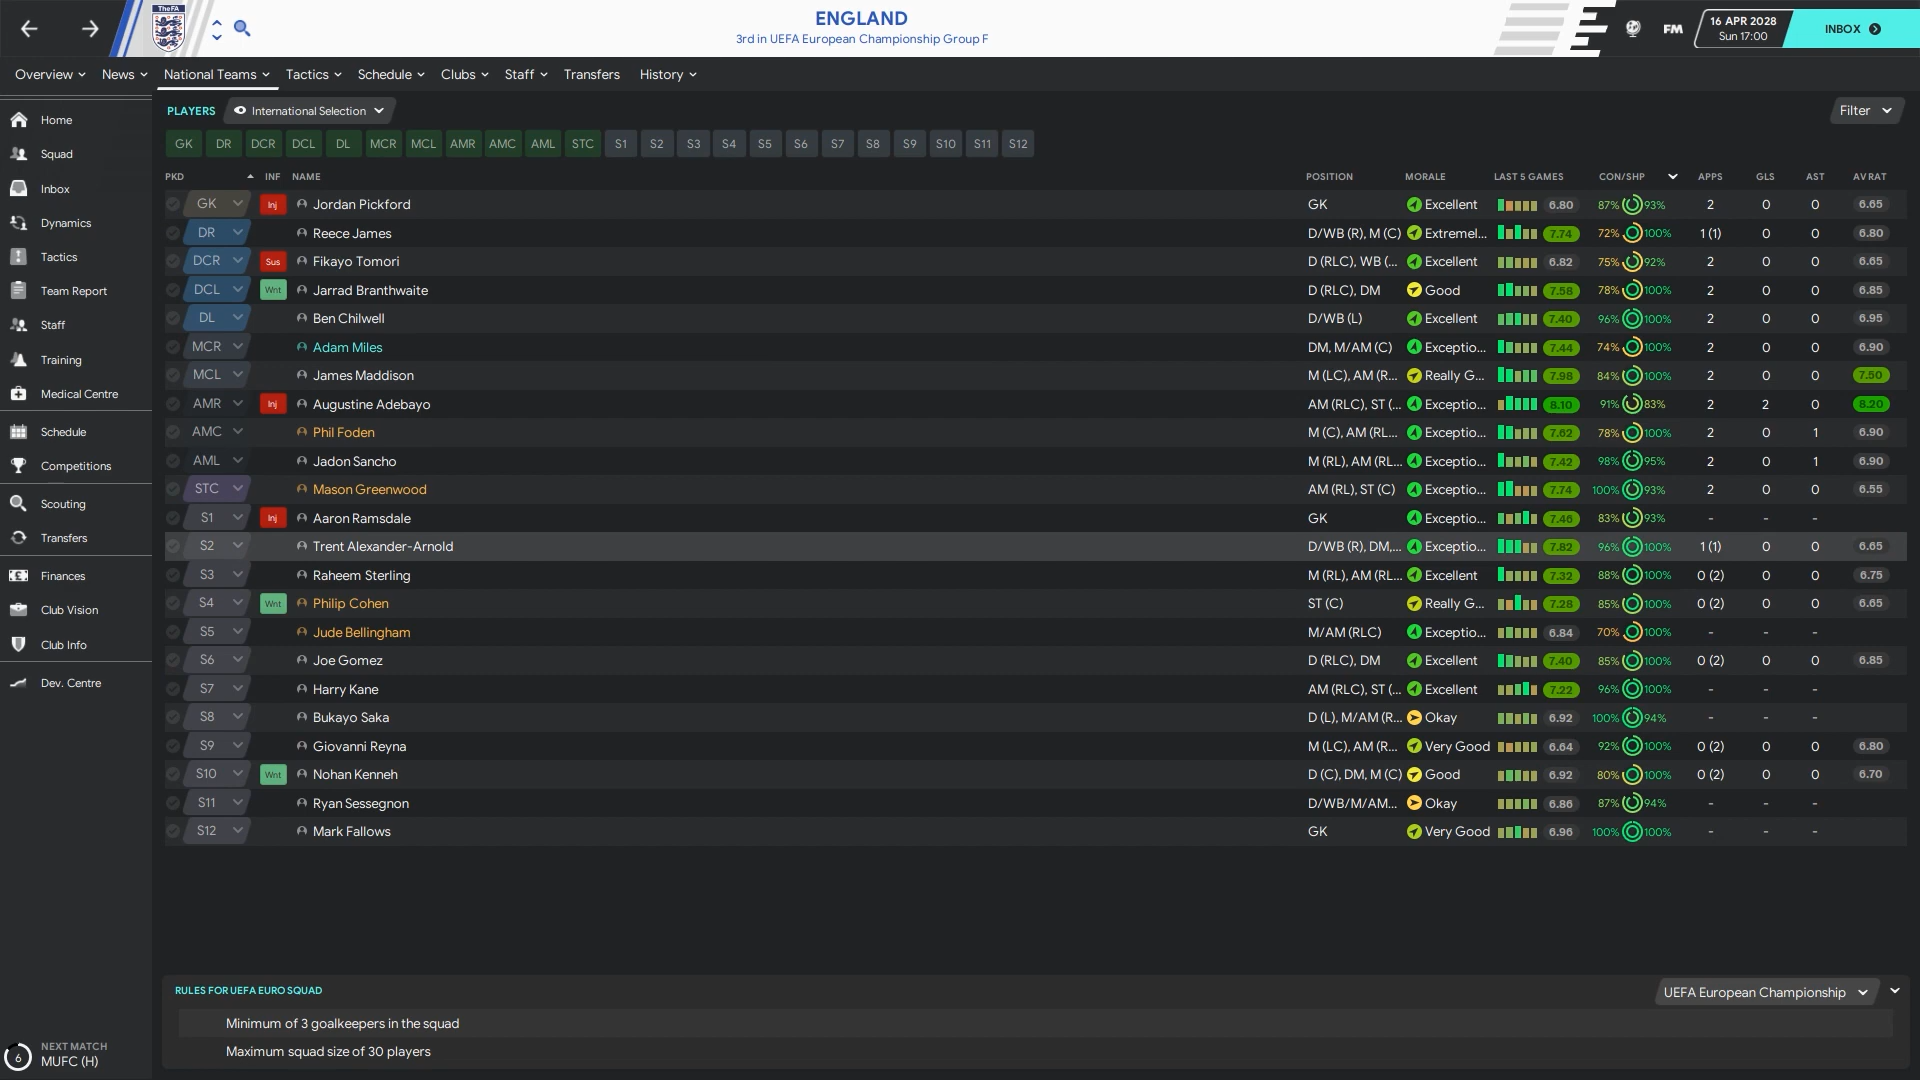 The FA
ENGLAND
3rd in UEFA European Championship Group F
FM
16 APR 2028
Sun 17:00
INBOX
Overview News National Teams Tactics Schedule Clubs Staff Transfers History
PLAYERS International Selection Filter
GK DR DCR DCL DL MCR MCL AMR AMC AML STC S1 S2 S3 S4 S5 S6 S7 S8 S9 S10 S11 S12
PKD INF NAME POSITION MORALE LAST 5 GAMES CON/SHP APPS GLS AST AV RAT
GK Inj Jordan Pickford GK Excellent 6.80 87% 93% 2 0 0 6.65
DR Reece James D/WB (R), M (C) Extremel... 7.74 72% 100% 1 (1) 0 0 6.80
DCR Sus Fikayo Tomori D (RLC), WB (... Excellent 6.82 75% 92% 2 0 0 6.65
DCL Wnt Jarrad Branthwaite D (RLC), DM Good 7.58 78% 100% 2 0 0 6.85
DL Ben Chilwell D/WB (L) Excellent 7.40 96% 100% 2 0 0 6.95
MCR Adam Miles DM, M/AM (C) Exceptio... 7.44 74% 100% 2 0 0 6.90
MCL James Maddison M (LC), AM (R... Really G... 7.98 84% 100% 2 0 0 7.50
AMR Inj Augustine Adebayo AM (RLC), ST (... Exceptio... 8.10 91% 83% 2 2 0 8.20
AMC Phil Foden M (C), AM (RL... Exceptio... 7.62 78% 100% 2 0 1 6.90
AML Jadon Sancho M (RL), AM (RL... Exceptio... 7.42 98% 95% 2 0 1 6.90
STC Mason Greenwood AM (RL), ST (C) Exceptio... 7.74 100% 93% 2 0 0 6.55
S1 Inj Aaron Ramsdale GK Exceptio... 7.46 83% 93% - - -
S2 Trent Alexander-Arnold D/WB (R), DM,... Exceptio... 7.82 96% 100% 1 (1) 0 0 6.65
S3 Raheem Sterling M (RL), AM (RL... Excellent 7.32 88% 100% 0 (2) 0 0 6.75
S4 Wnt Philip Cohen ST (C) Really G... 7.28 85% 100% 0 (2) 0 0 6.65
S5 Jude Bellingham M/AM (RLC) Exceptio... 6.84 70% 100% - - -
S6 Joe Gomez D (RLC), DM Excellent 7.40 85% 100% 0 (2) 0 0 6.85
S7 Harry Kane AM (RLC), ST (... Excellent 7.22 96% 100% - - -
S8 Bukayo Saka D (L), M/AM (R... Okay 6.92 100% 94% - - -
S9 Giovanni Reyna M (LC), AM (R... Very Good 6.64 92% 100% 0 (2) 0 0 6.80
S10 Wnt Nohan Kenneh D (C), DM, M (C) Good 6.92 80% 100% 0 (2) 0 0 6.70
S11 Ryan Sessegnon D/WB/M/AM... Okay 6.86 87% 94% - - -
S12 Mark Fallows GK Very Good 6.96 100% 100% - - -
Home
Squad
Inbox
Dynamics
Tactics
Team Report
Staff
Training
Medical Centre
Schedule
Competitions
Scouting
Transfers
Finances
Club Vision
Club Info
Dev. Centre
6 NEXT MATCH
MUFC (H)
RULES FOR UEFA EURO SQUAD
UEFA European Championship
Minimum of 3 goalkeepers in the squad
Maximum squad size of 30 players